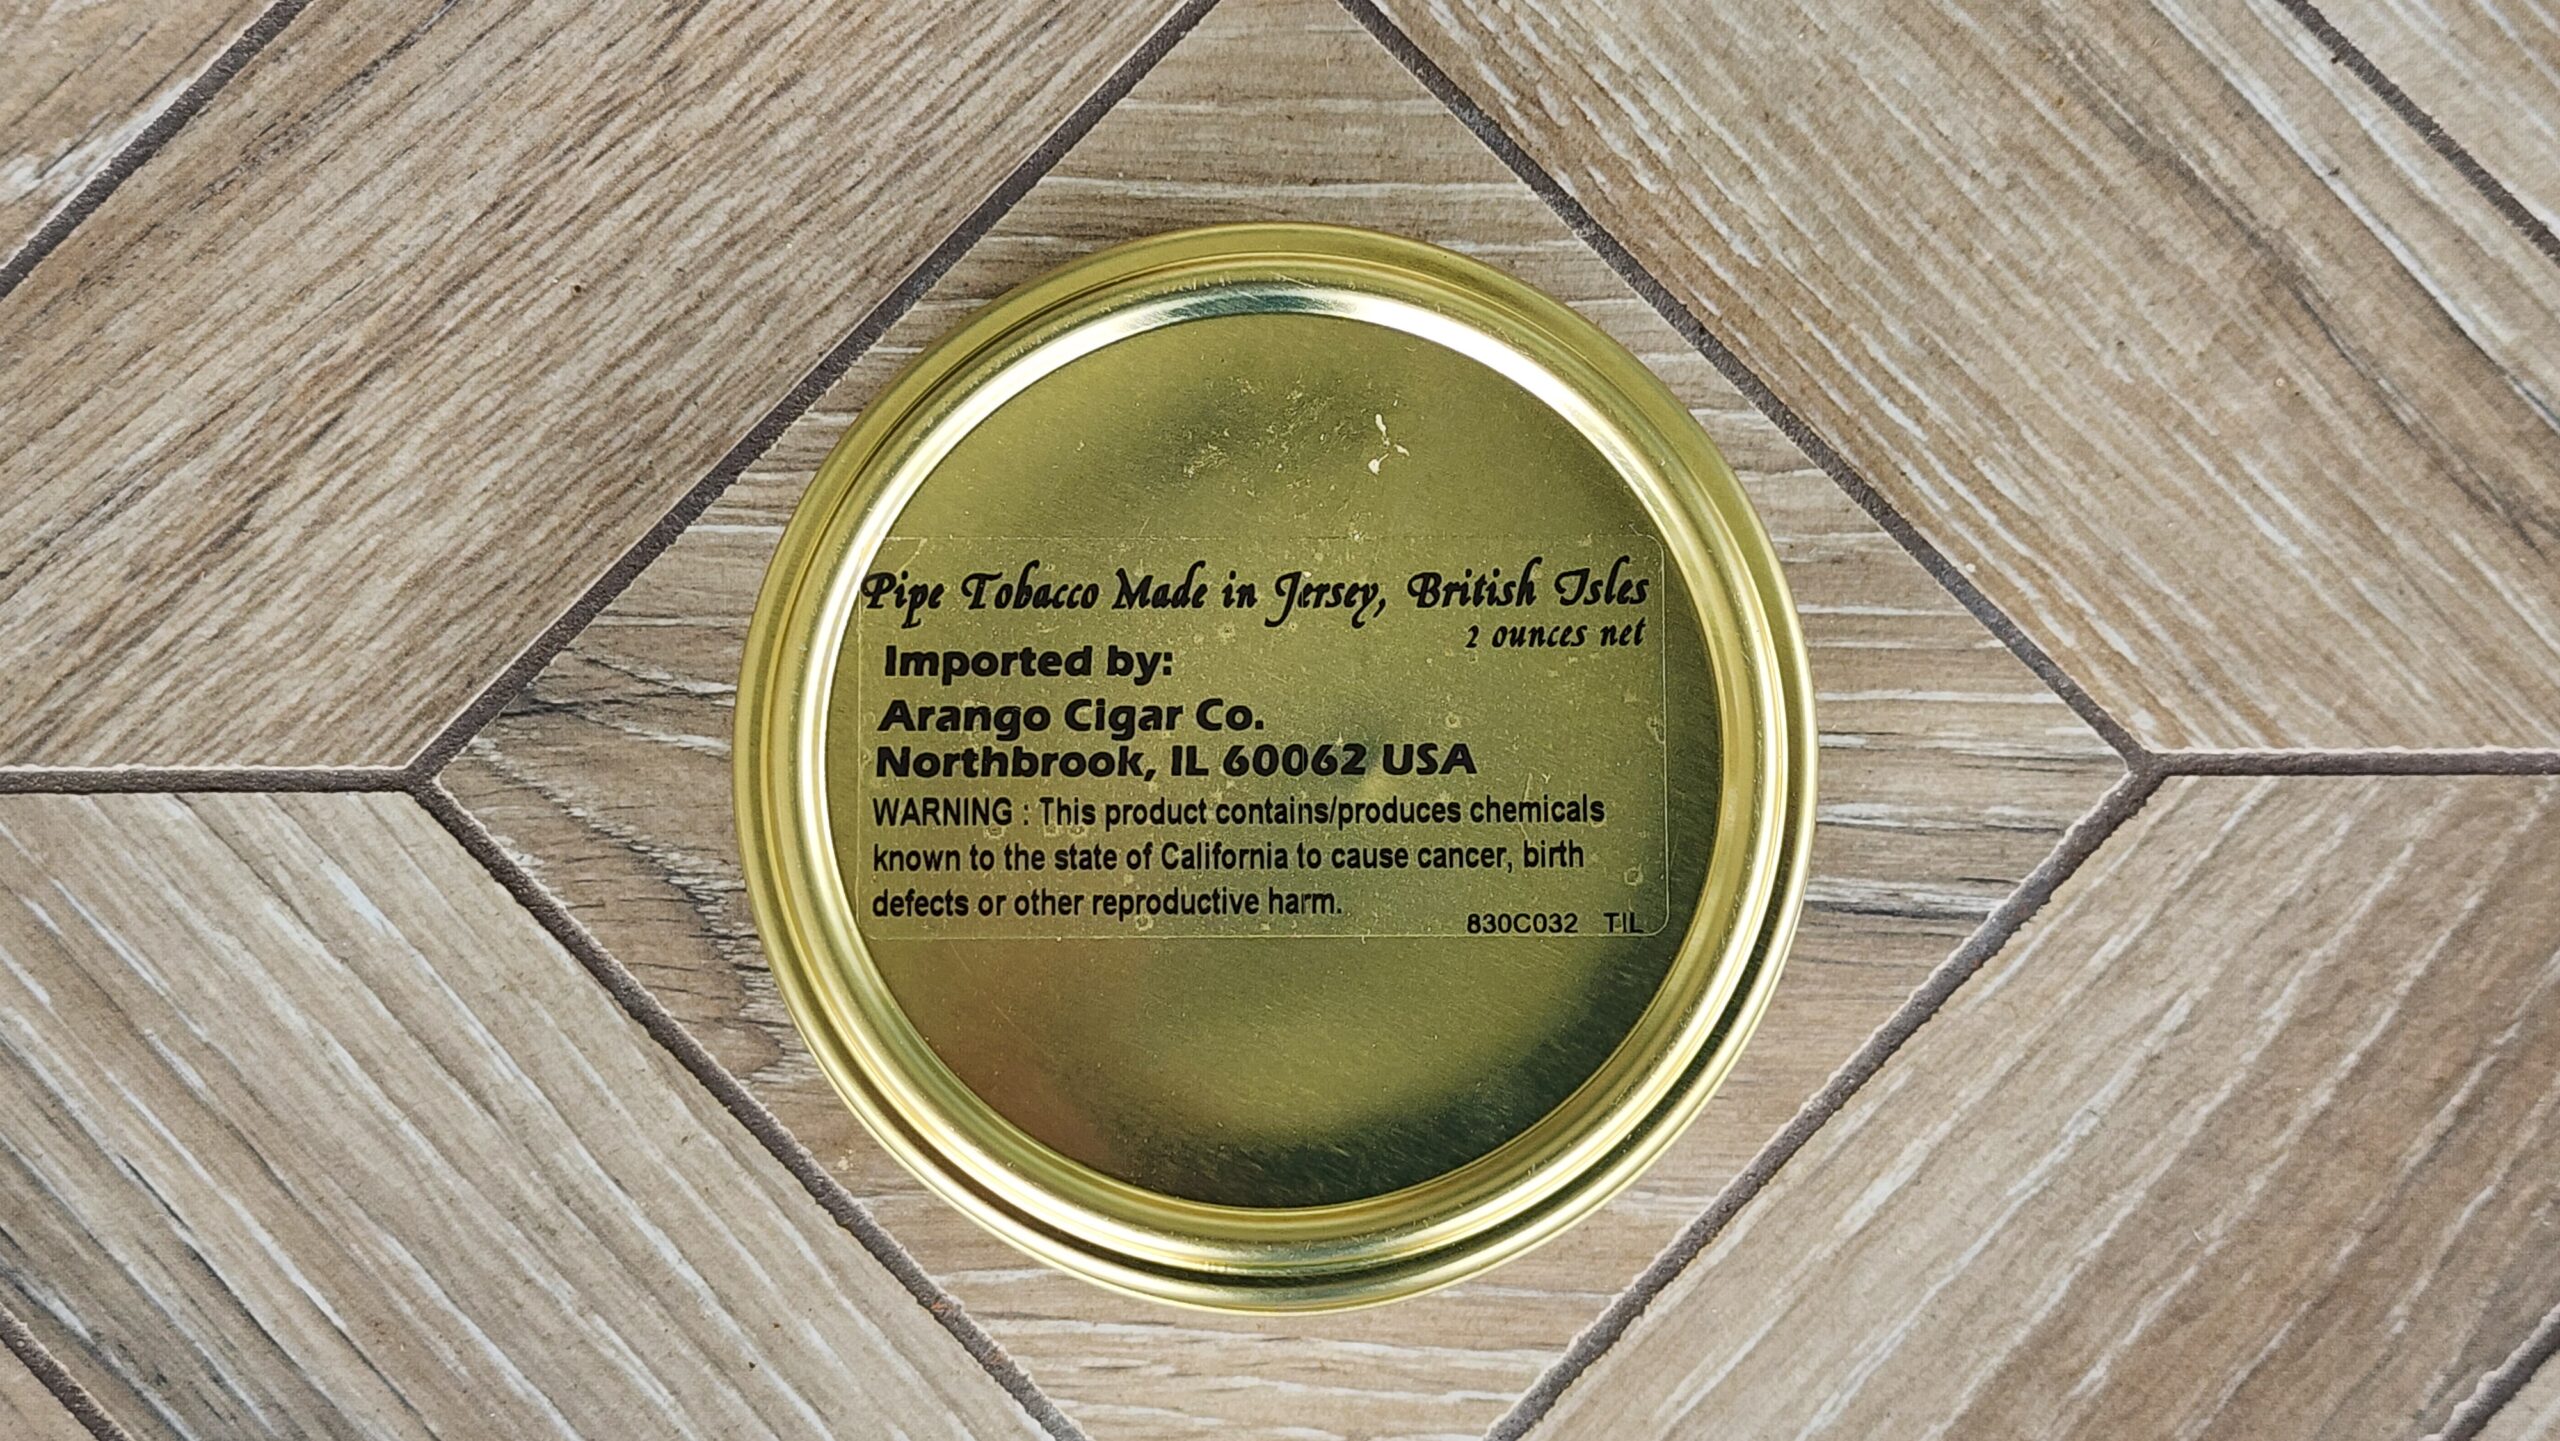 Pipe Tobacco Made in Jersey, British Isles
2 ounces net
Imported by:
Arango Cigar Co.
Northbrook, IL 60062 USA
WARNING : This product contains/produces chemicals
known to the state of California to cause cancer, birth
defects or other reproductive harm.
830C032 TIL